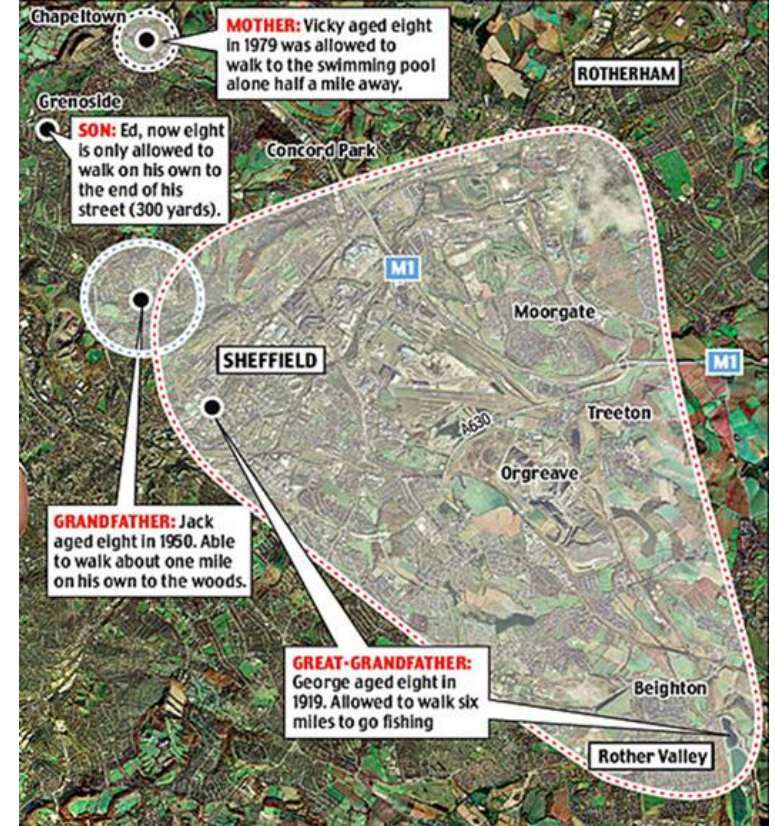 Chapeltown
MOTHER: Vicky aged eight
in 1979 was allowed to
walk to the swimming pool
alone half a mile away.
ROTHERHAM
Grenoside
SON: Ed, now eight
is only allowed to
walk on his own to
the end of his
street (300 yards).
Concord Park
M1
Moorgate
SHEFFIELD
M1
Treeton
A630
Orgreave
GRANDFATHER: Jack
aged eight in 1950. Able
to walk about one mile
on his own to the woods.
GREAT-GRANDFATHER:
George aged eight in
1919. Allowed to walk six
miles to go fishing
Beighton
Rother Valley